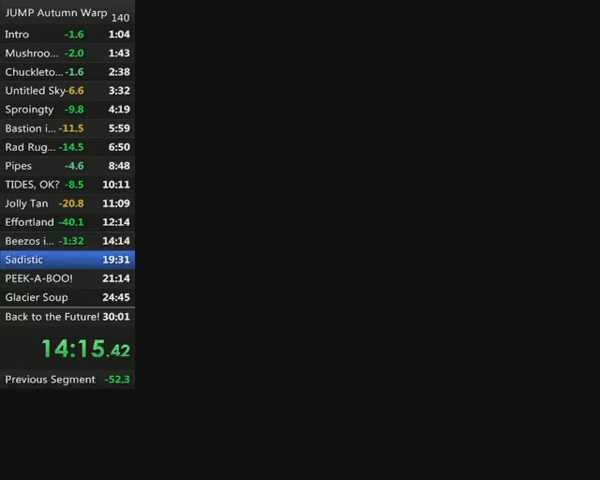 JUMP Autumn Warp 140
Intro -1.6 1:04
Mushroo... -2.0 1:43
Chuckleto... -1.6 2:38
Untitled Sky -6.6 3:32
Sproingty -9.8 4:19
Bastion i... -11.5 5:59
Rad Rug... -14.5 6:50
Pipes -4.6 8:48
TIDES, OK? -8.5 10:11
Jolly Tan -20.8 11:09
Effortland -40.1 12:14
Beezos i... -1:32 14:14
Sadistic 19:31
PEEK-A-BOO! 21:14
Glacier Soup 24:45
Back to the Future! 30:01
14:15.42
Previous Segment -52.3